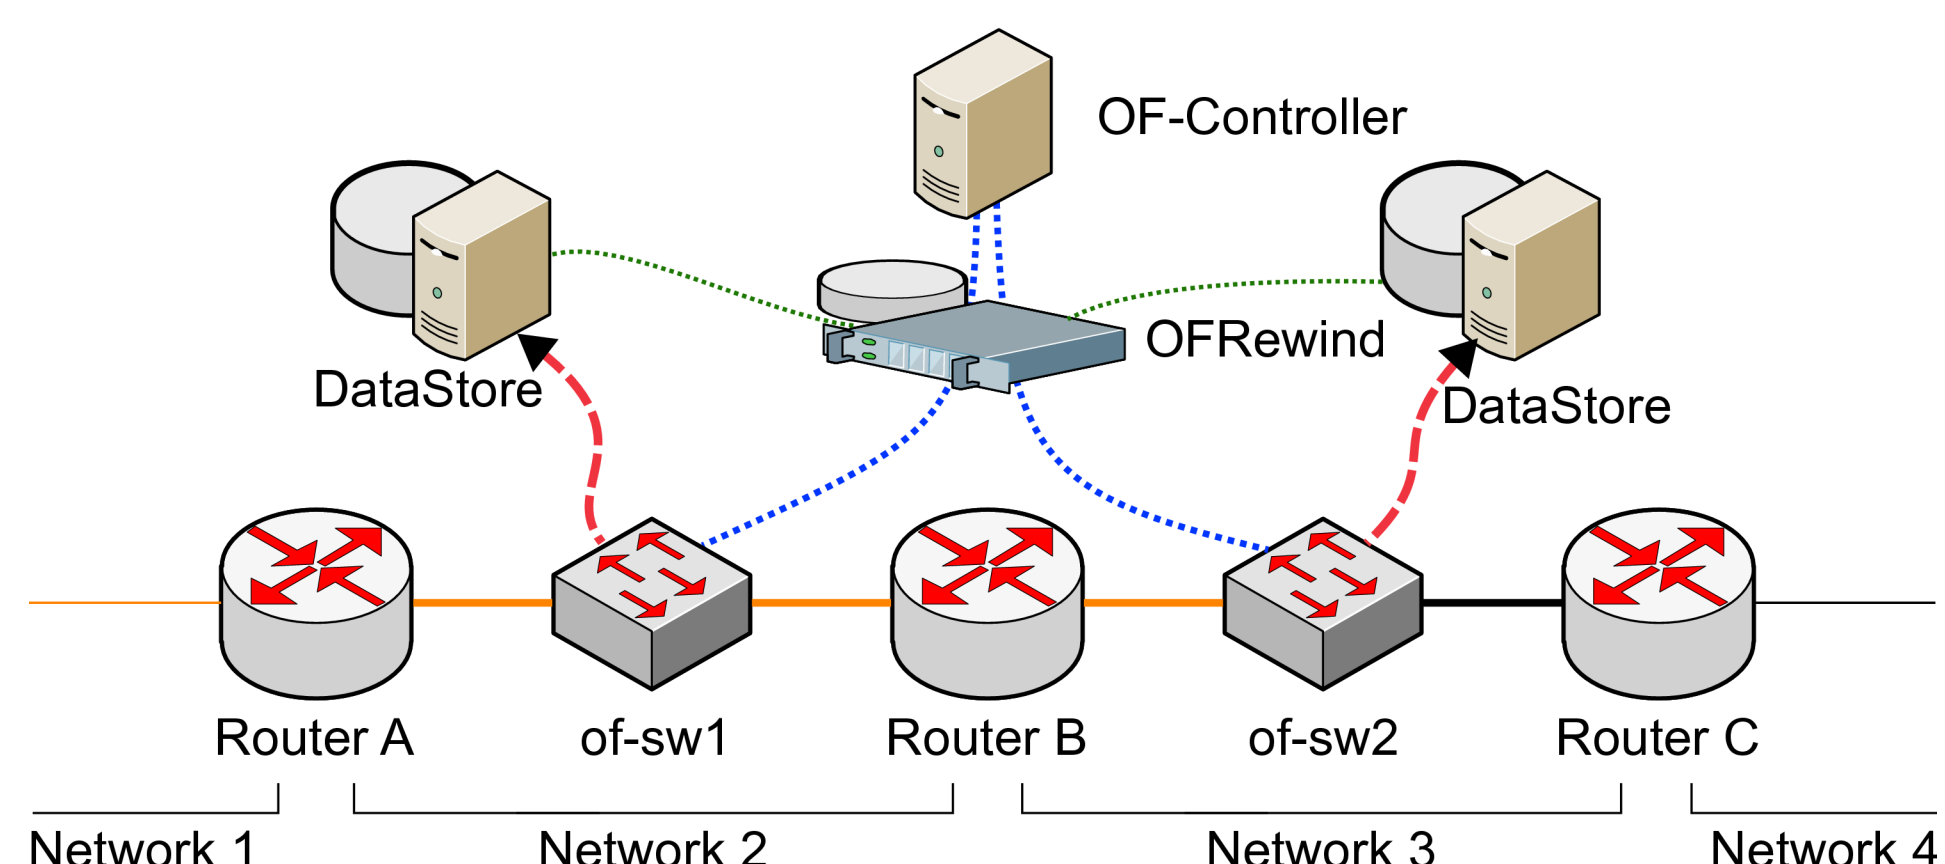 OF-Controller
OFRewind
DataStore
DataStore
Router A
of-sw1
Router B
of-sw2
Router C
Network 1
Network 2
Network 3
Network 4